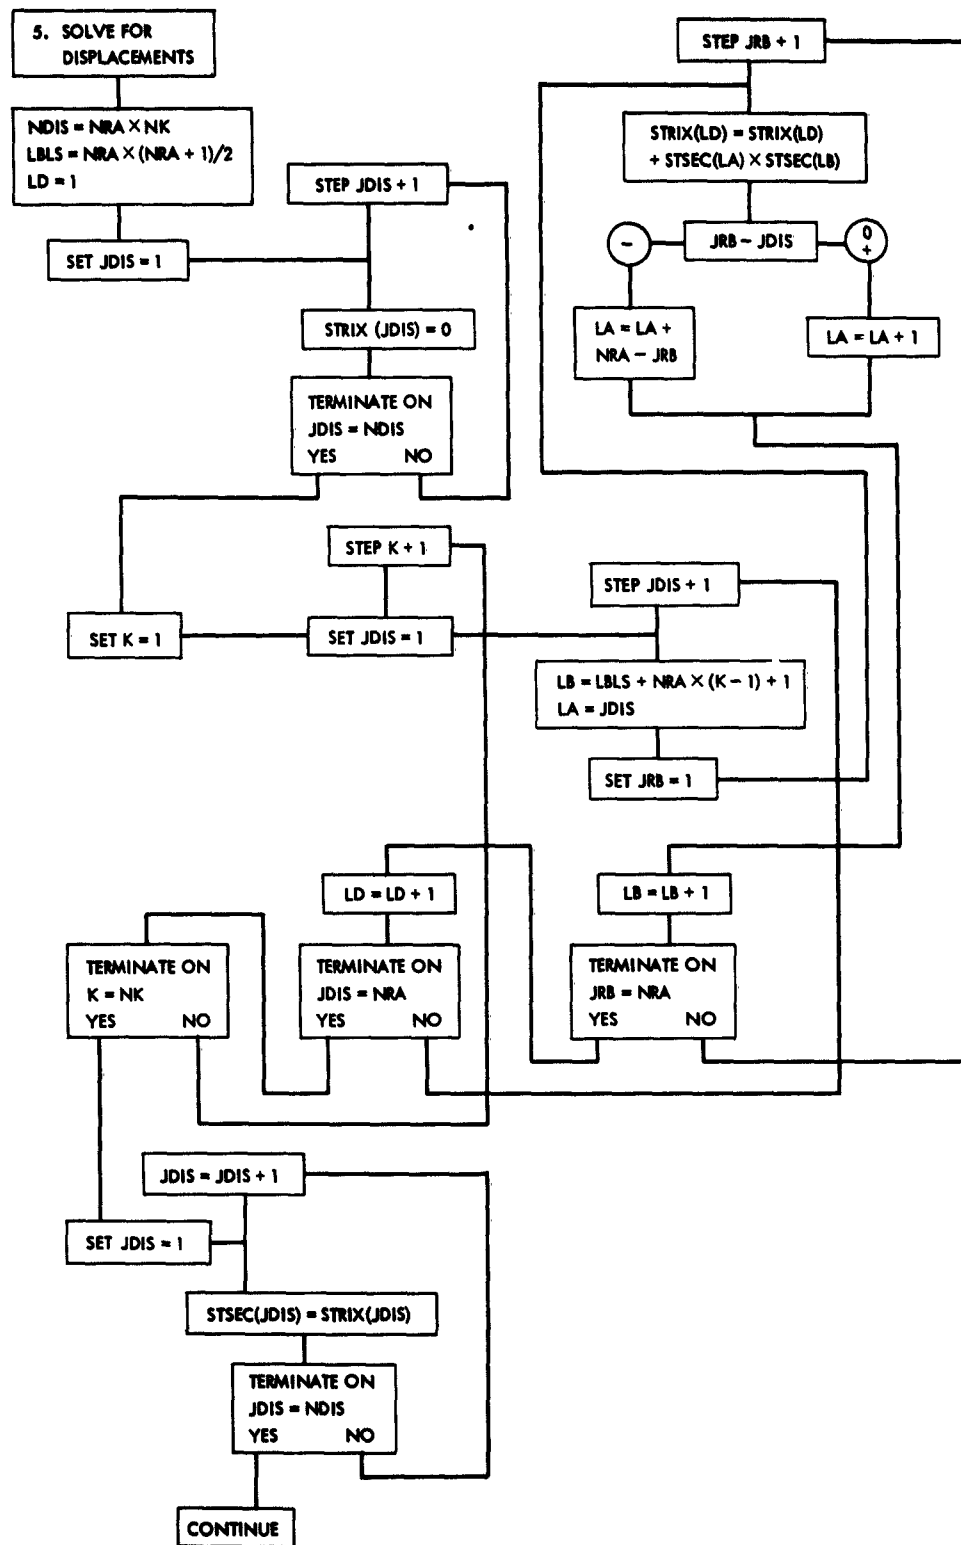 5. SOLVE FOR
DISPLACEMENTS
NDIS = NRA × NK
LBLS = NRA × (NRA + 1)/2
LD = 1
SET JDIS = 1
STEP JDIS + 1
STRIX (JDIS) = 0
TERMINATE ON
JDIS = NDIS
YES NO
STEP JRB + 1
STRIX(LD) = STRIX(LD)
+ STSEC(LA) × STSEC(LB)
JRB - JDIS
-
0
+
LA = LA +
NRA - JRB
LA = LA + 1
STEP K + 1
SET K = 1
SET JDIS = 1
STEP JDIS + 1
LB = LBLS + NRA × (K - 1) + 1
LA = JDIS
SET JRB = 1
LD = LD + 1
LB = LB + 1
TERMINATE ON
K = NK
YES NO
TERMINATE ON
JDIS = NRA
YES NO
TERMINATE ON
JRB = NRA
YES NO
JDIS = JDIS + 1
SET JDIS = 1
STSEC(JDIS) = STRIX(JDIS)
TERMINATE ON
JDIS = NDIS
YES NO
CONTINUE